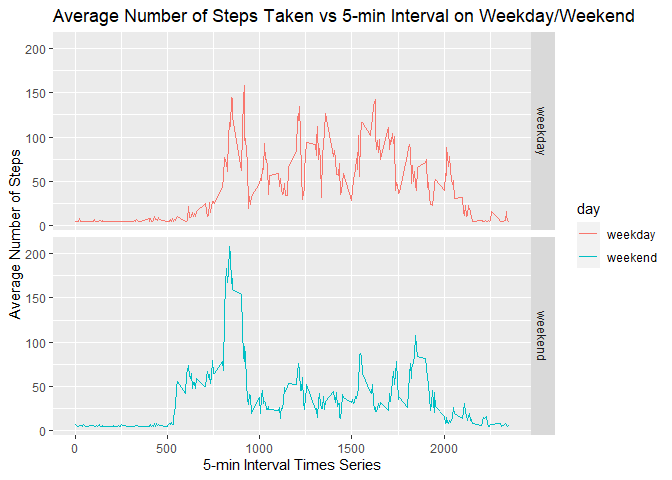 Average Number of Steps Taken vs 5-min Interval on Weekday/Weekend
Average Number of Steps
200
150
100
50
0
weekday
200
150
100
50
0
weekend
0
500
1000
1500
2000
5-min Interval Times Series
day
weekday
weekend